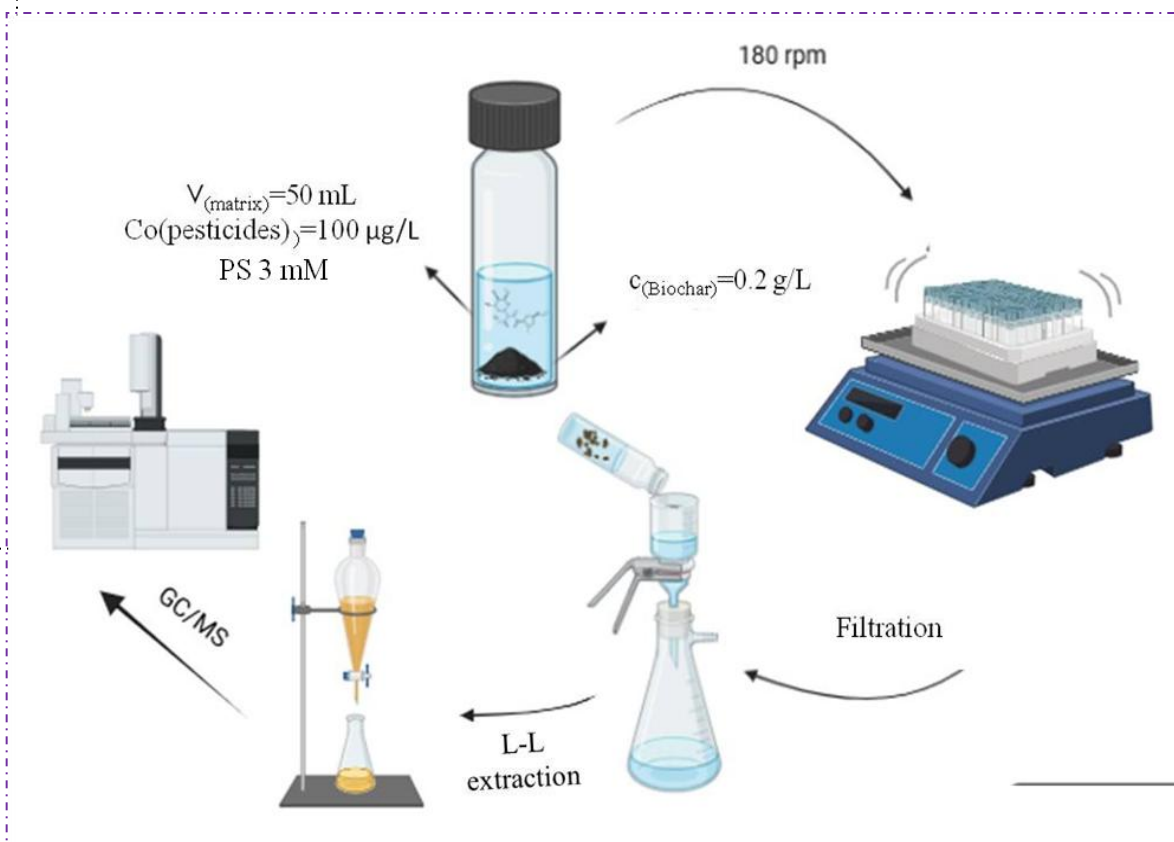 180 rpm
V(matrix)=50 mL
Co(pesticides))=100 µg/L
PS 3 mM
c(Biochar)=0.2 g/L
Filtration
L-L
extraction
GC/MS